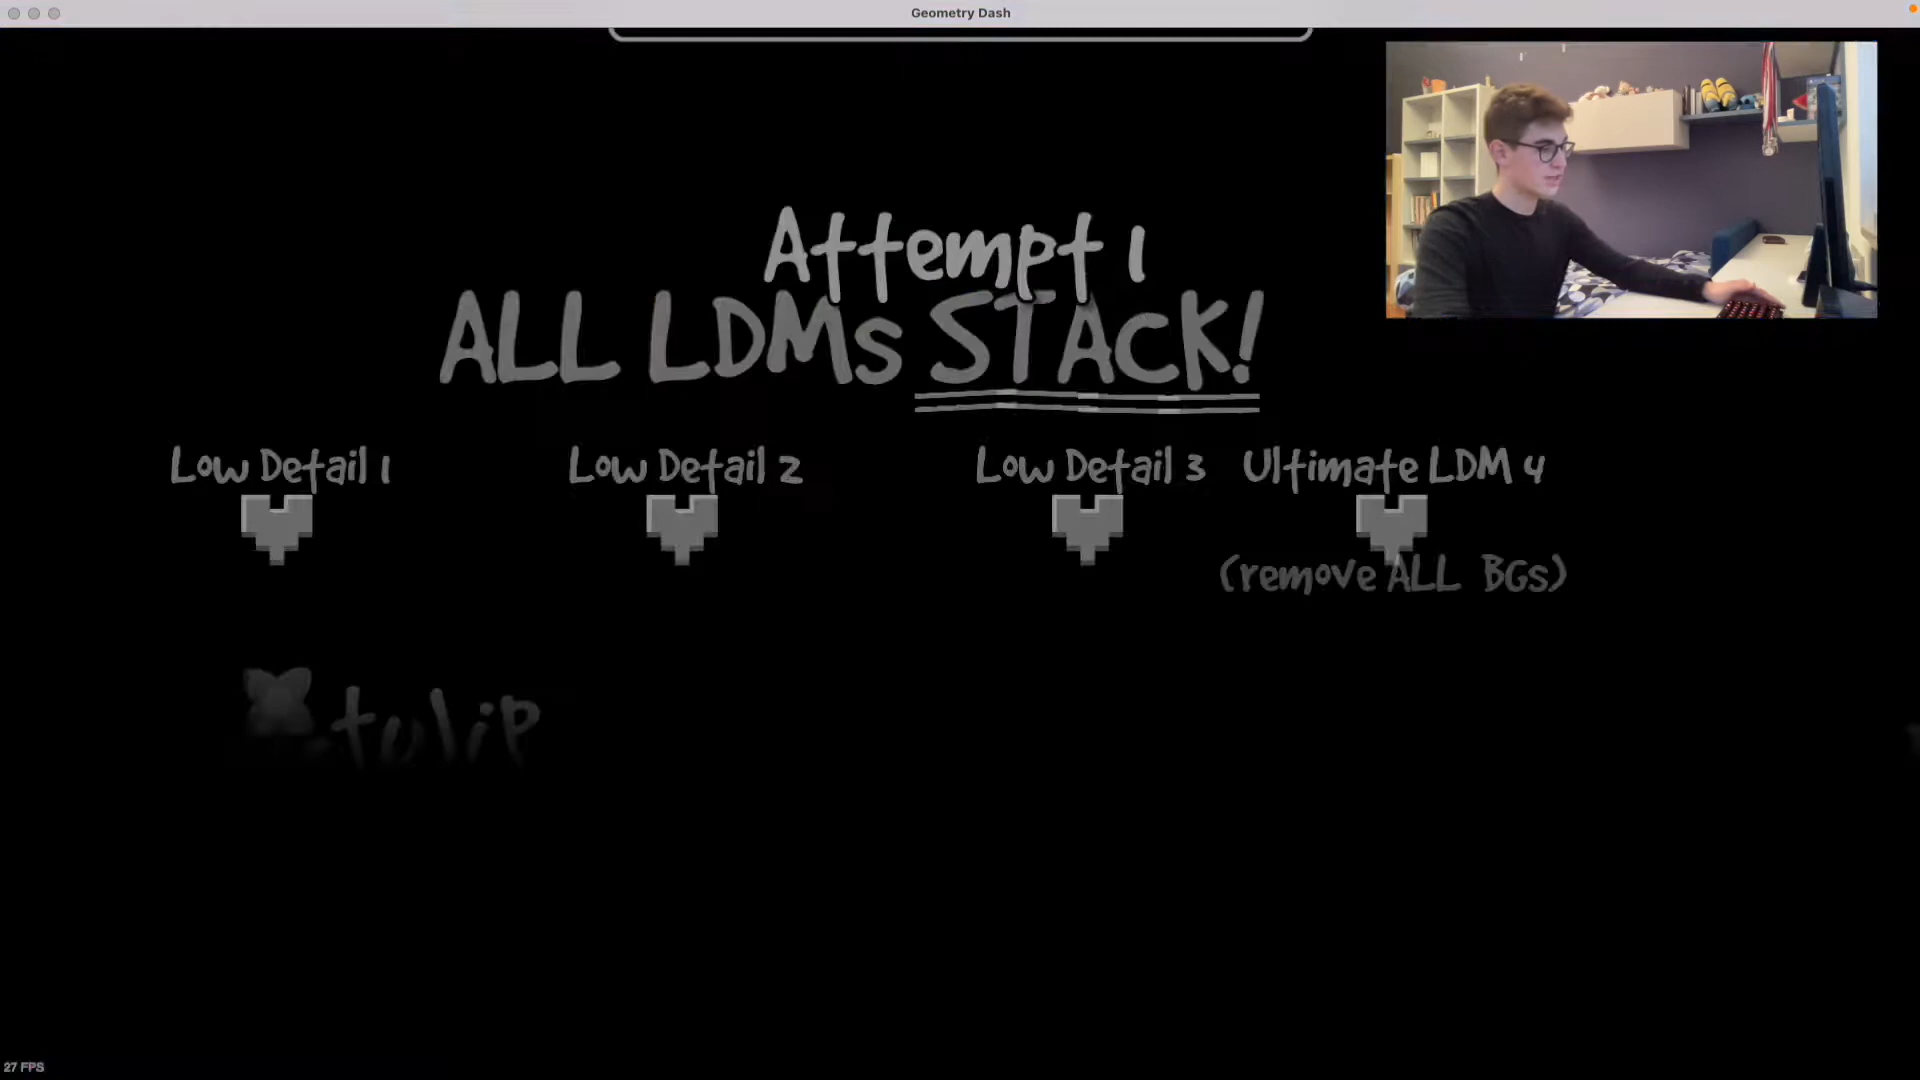 Geometry Dash
Attempt 1
ALL LDMs STACK!
Low Detail 1
Low Detail 2
Low Detail 3
Ultimate LDM 4
(remove ALL BGs)
tulip
27 FPS